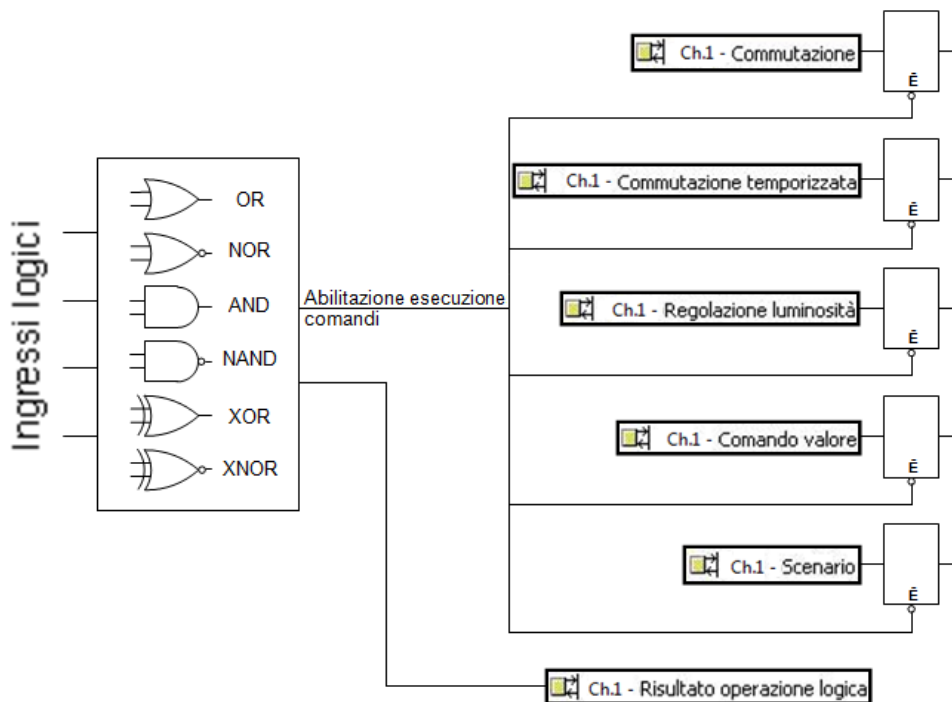 Ch.1 - Commutazione
Ē
Ch.1 - Commutazione temporizzata
Ē
Ingressi logici
OR
NOR
AND
NAND
XOR
XNOR
Abilitazione esecuzione
comandi
Ch.1 - Regolazione luminosità
Ē
Ch.1 - Comando valore
Ē
Ch.1 - Scenario
Ē
Ch.1 - Risultato operazione logica